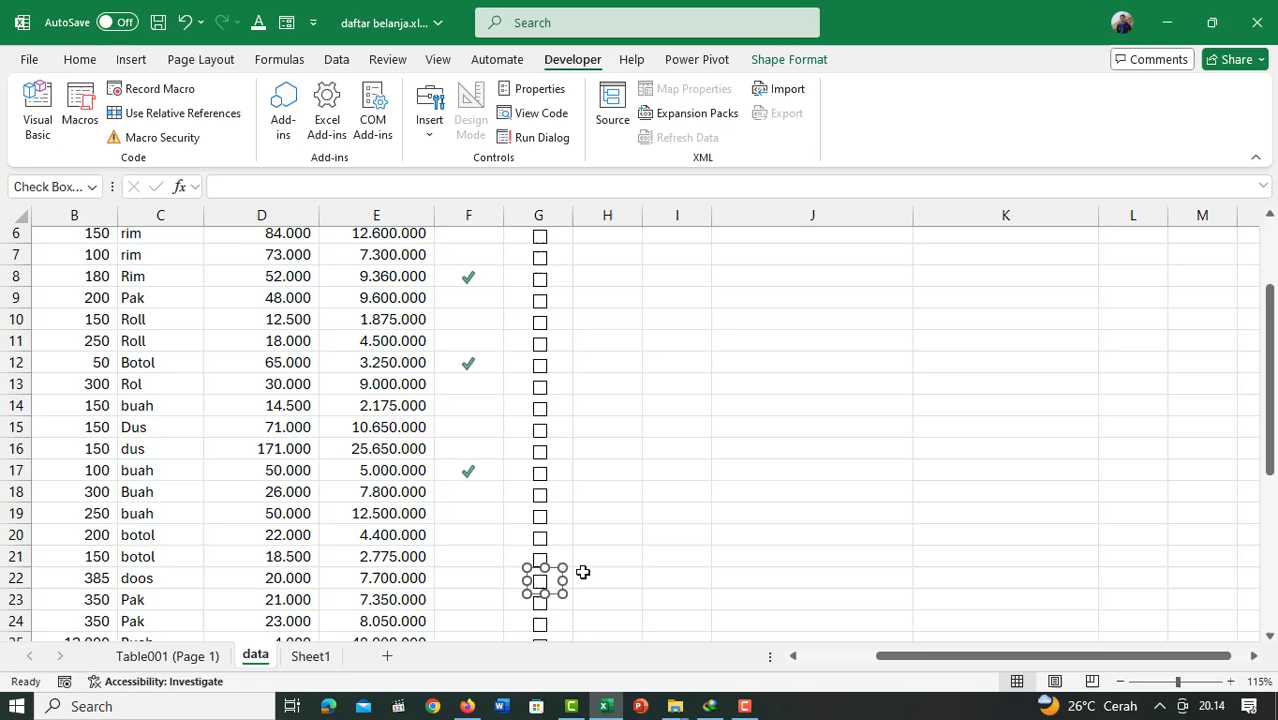 AutoSave Off daftar belanja.xl... Search
File Home Insert Page Layout Formulas Data Review View Automate Developer Help Power Pivot Shape Format Comments Share
Visual Basic Macros Record Macro Use Relative References Macro Security Add-ins Excel Add-ins COM Add-ins Insert Design Mode Properties View Code Run Dialog Source Map Properties Expansion Packs Refresh Data Import Export
Code Add-ins Controls XML
Check Box... fx
B C D E F G H I J K L M
6 150 rim 84.000 12.600.000
7 100 rim 73.000 7.300.000
8 180 Rim 52.000 9.360.000
9 200 Pak 48.000 9.600.000
10 150 Roll 12.500 1.875.000
11 250 Roll 18.000 4.500.000
12 50 Botol 65.000 3.250.000
13 300 Rol 30.000 9.000.000
14 150 buah 14.500 2.175.000
15 150 Dus 71.000 10.650.000
16 150 dus 171.000 25.650.000
17 100 buah 50.000 5.000.000
18 300 Buah 26.000 7.800.000
19 250 buah 50.000 12.500.000
20 200 botol 22.000 4.400.000
21 150 botol 18.500 2.775.000
22 385 doos 20.000 7.700.000
23 350 Pak 21.000 7.350.000
24 350 Pak 23.000 8.050.000
25 12.000 Buah 4.000 48.000.000
Table001 (Page 1) data Sheet1
Ready Accessibility: Investigate 115%
Search 26°C Cerah 20.14